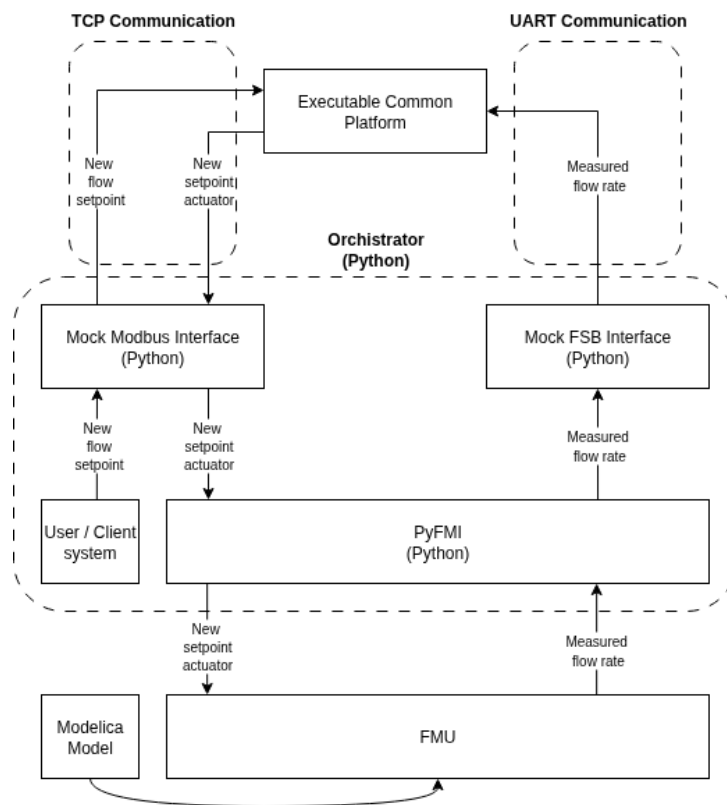 TCP Communication
UART Communication
Executable Common
Platform
New
flow
setpoint
New
setpoint
actuator
Measured
flow rate
Orchistrator
(Python)
Mock Modbus Interface
(Python)
Mock FSB Interface
(Python)
New
flow
setpoint
New
setpoint
actuator
Measured
flow rate
User / Client
system
PyFMI
(Python)
New
setpoint
actuator
Measured
flow rate
Modelica
Model
FMU